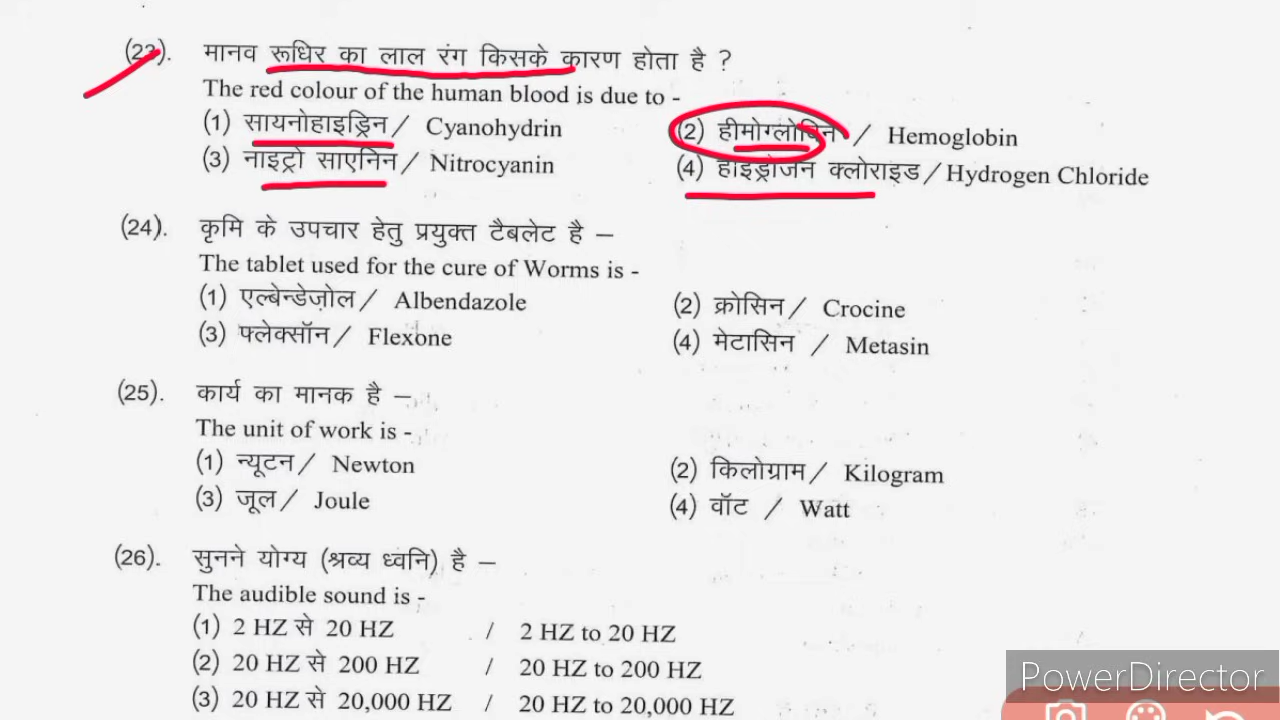 (23). मानव रूधिर का लाल रंग किसके कारण होता है ?
The red colour of the human blood is due to -
(1) सायनोहाइड्रिन / Cyanohydrin (2) हीमोग्लोबिन / Hemoglobin
(3) नाइट्रो साएनिन / Nitrocyanin (4) हाइड्रोजन क्लोराइड / Hydrogen Chloride
(24). कृमि के उपचार हेतु प्रयुक्त टैबलेट है –
The tablet used for the cure of Worms is -
(1) एल्बेन्डेज़ोल / Albendazole (2) क्रोसिन / Crocine
(3) फ्लेक्सॉन / Flexone (4) मेटासिन / Metasin
(25). कार्य का मानक है –
The unit of work is -
(1) न्यूटन / Newton (2) किलोग्राम / Kilogram
(3) जूल / Joule (4) वॉट / Watt
(26). सुनने योग्य (श्रव्य ध्वनि) है –
The audible sound is -
(1) 2 HZ से 20 HZ / 2 HZ to 20 HZ
(2) 20 HZ से 200 HZ / 20 HZ to 200 HZ
(3) 20 HZ से 20,000 HZ / 20 HZ to 20,000 HZ
PowerDirector